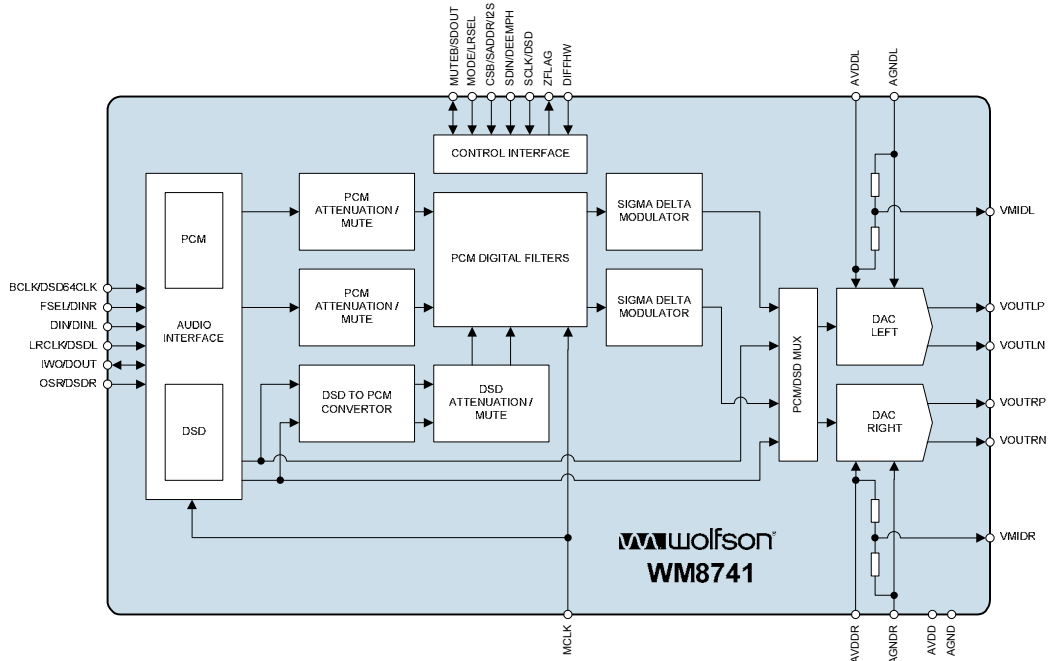 MUTEB/SDOUT
MODE/LRSEL
CSB/SADDR/I2S
SDIN/DEEMPH
SCLK/DSD
ZFLAG
DIFFHW
AVDDL
AGNDL
CONTROL INTERFACE
PCM
AUDIO
INTERFACE
DSD
PCM
ATTENUATION /
MUTE
PCM
ATTENUATION /
MUTE
PCM DIGITAL FILTERS
SIGMA DELTA
MODULATOR
SIGMA DELTA
MODULATOR
DSD TO PCM
CONVERTOR
DSD
ATTENUATION /
MUTE
PCM/DSD MUX
DAC
LEFT
DAC
RIGHT
BCLK/DSD64CLK
FSEL/DINR
DIN/DINL
LRCLK/DSDL
IWO/DOUT
OSR/DSDR
VMIDL
VOUTLP
VOUTLN
VOUTRP
VOUTRN
VMIDR
wolfson®
WM8741
MCLK
AVDDR
AGNDR
AVDD
AGND